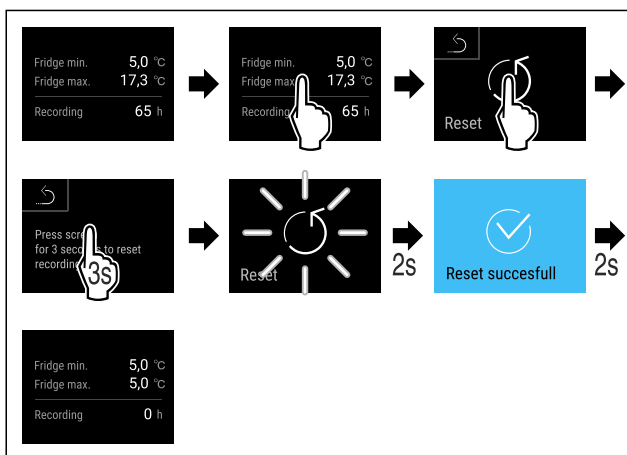 Fridge min. 5,0 °C
Fridge max. 17,3 °C
Recording 65 h
Fridge min. 5,0 °C
Fridge max 17,3 °C
Recording 65 h
Reset
Press scre
for 3 seconds to reset
recordin
3s
Reset
2s
Reset succesfull
2s
Fridge min. 5,0 °C
Fridge max. 5,0 °C
Recording 0 h